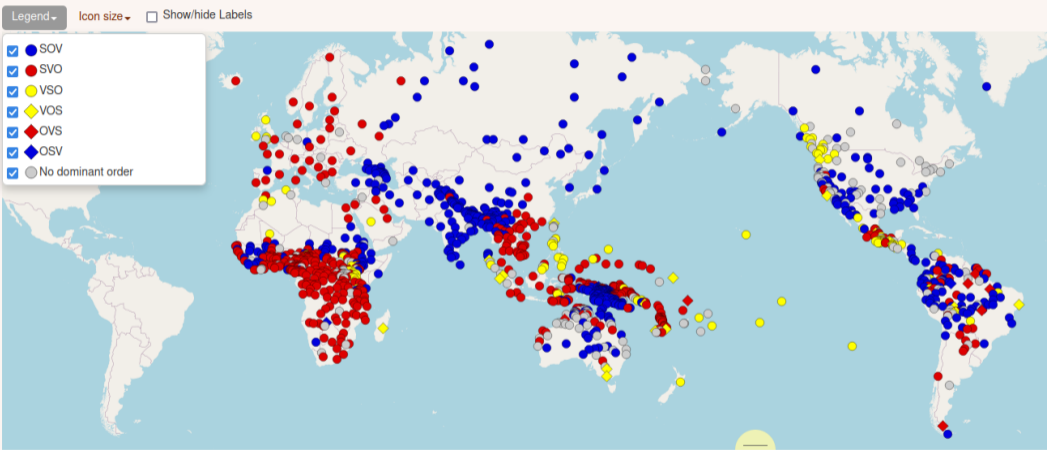 Legend Icon size Show/hide Labels
SOV
SVO
VSO
VOS
OVS
OSV
No dominant order